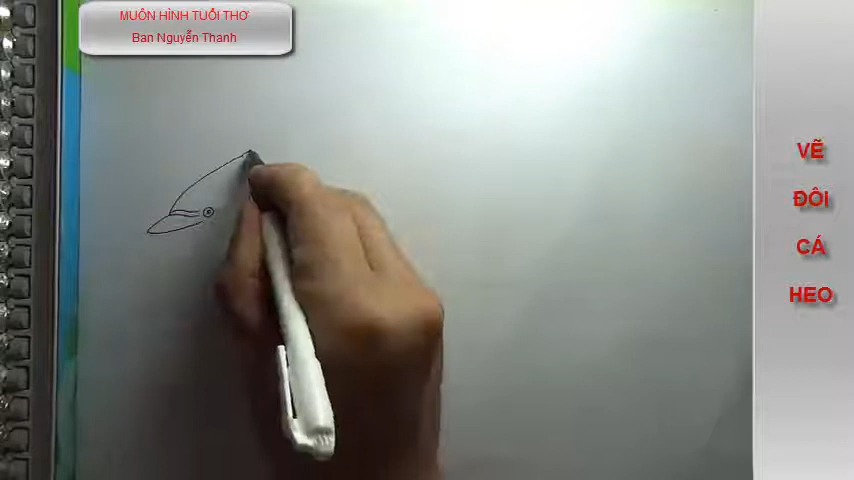 MUÔN HÌNH TUỔI THƠ
Ban Nguyễn Thanh
VẼ
ĐÔI
CÁ
HEO